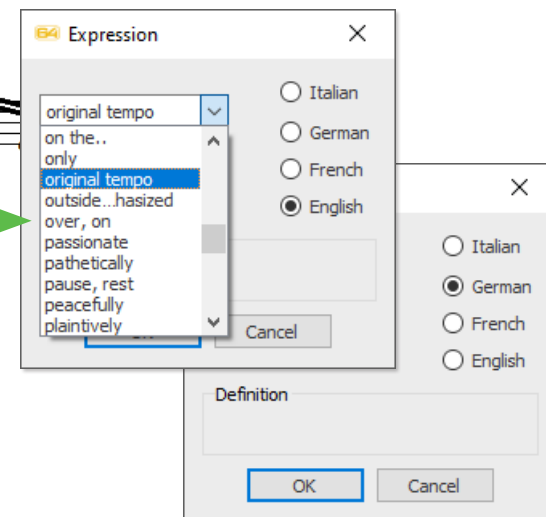 64 Expression
original tempo
on the..
only
original tempo
outside...hasized
over, on
passionate
pathetically
pause, rest
peacefully
plaintively
Italian
German
French
English
Cancel
Italian
German
French
English
Definition
OK Cancel